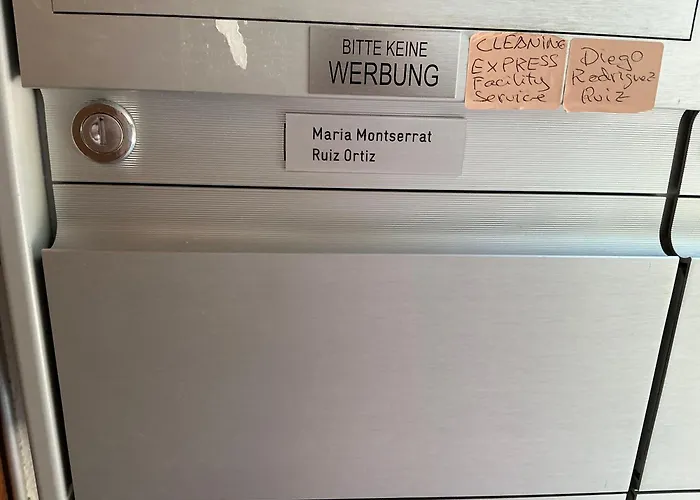 BITTE KEINE
WERBUNG
CLEANING
EXPRESS
Facility
Service
Diego
Rodriguez
Ruiz
Maria Montserrat
Ruiz Ortiz